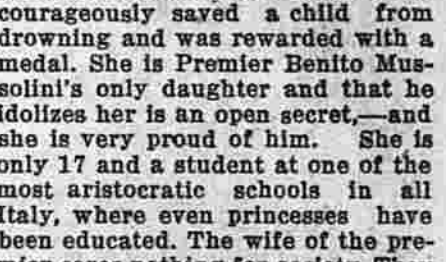 courageously saved a child from
drowning and was rewarded with a
medal. She is Premier Benito Mus-
solini's only daughter and that he
idolizes her is an open secret,—and
she is very proud of him. She is
only 17 and a student at one of the
most aristocratic schools in all
Italy, where even princesses have
been educated. The wife of the pre-